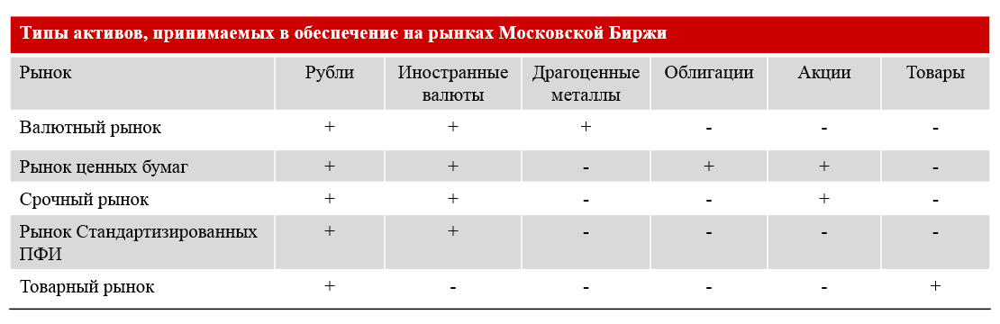 Типы активов, принимаемых в обеспечение на рынках Московской Биржи
Рынок Рубли Иностранные валюты Драгоценные металлы Облигации Акции Товары
Валютный рынок + + + - - -
Рынок ценных бумаг + + - + + -
Срочный рынок + + - - + -
Рынок Стандартизированных ПФИ + + - - - -
Товарный рынок + - - - - +